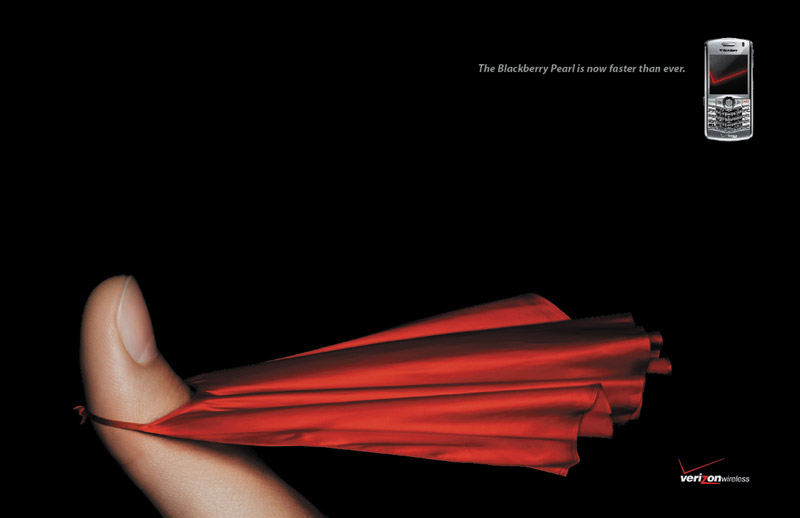 The Blackberry Pearl is now faster than ever.
verizonwireless